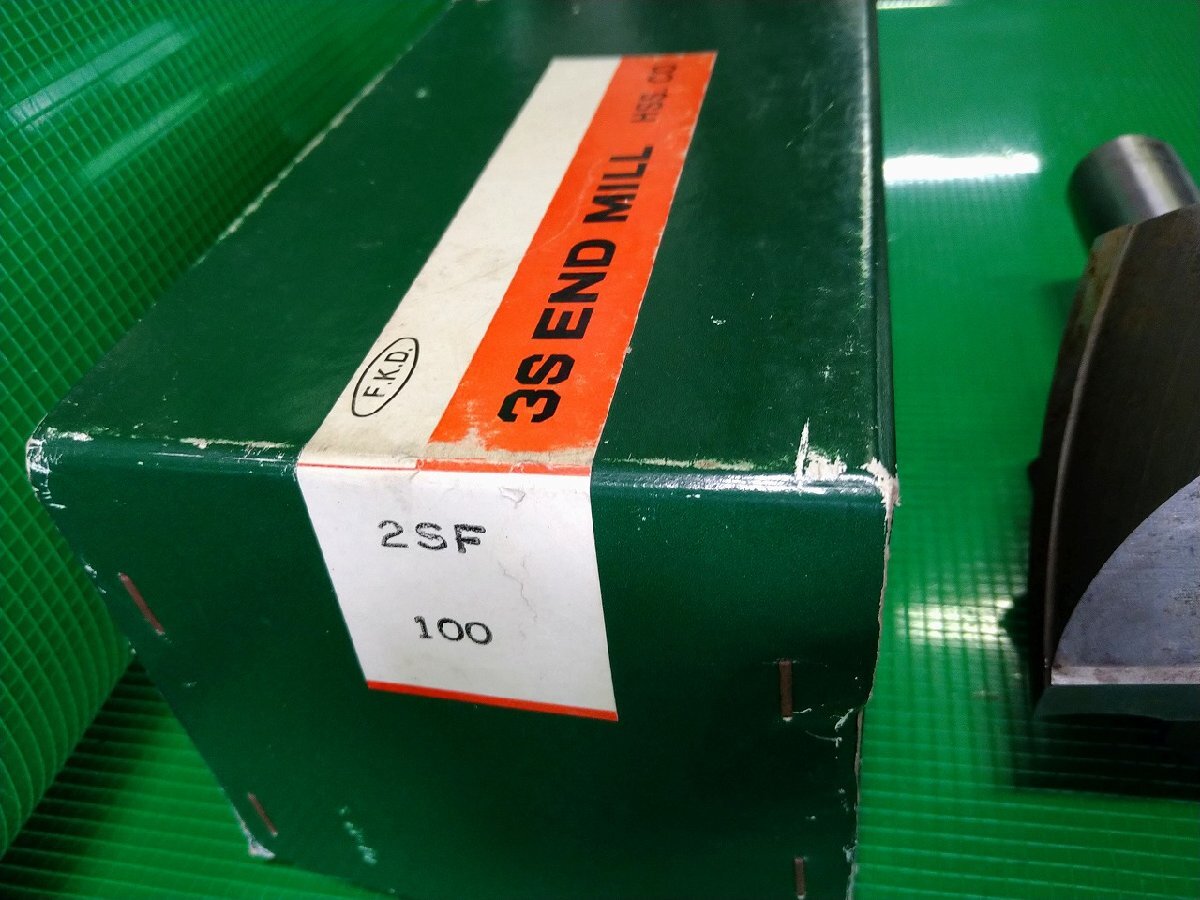 F.K.D.
3S END MILL HSS. CO
2SF
100